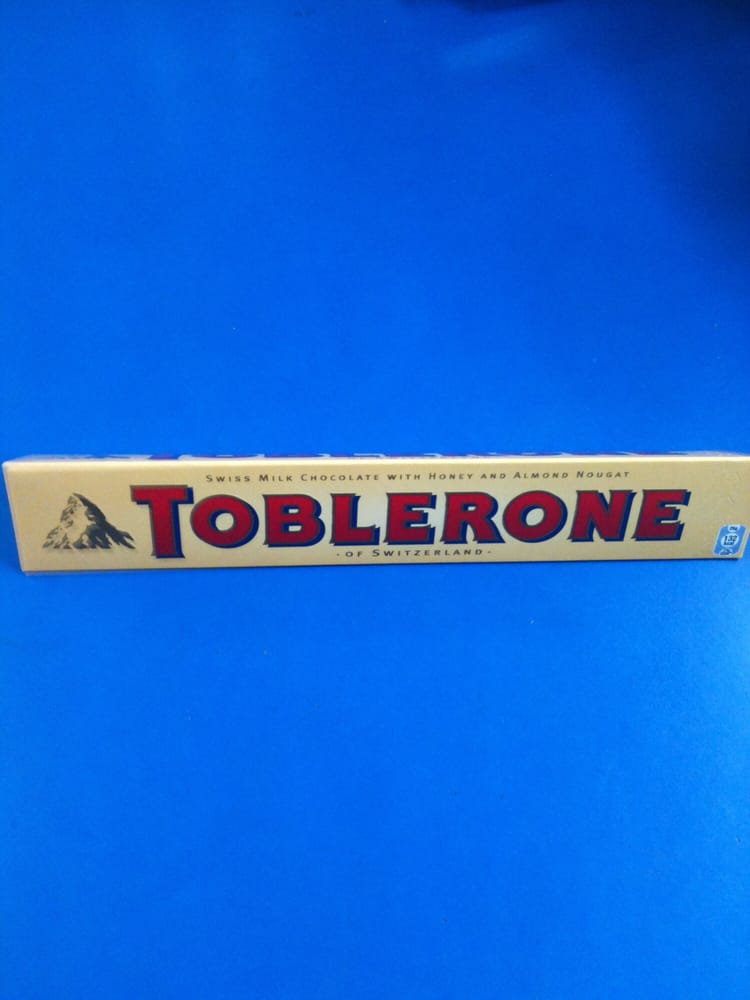 SWISS MILK CHOCOLATE WITH HONEY AND ALMOND NOUGAT
TOBLERONE
· OF SWITZERLAND ·